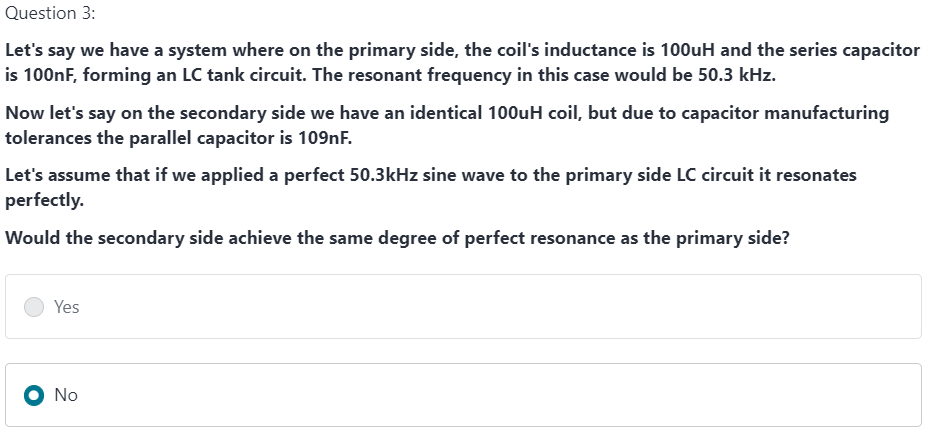 Question 3:
Let's say we have a system where on the primary side, the coil's inductance is 100uH and the series capacitor
is 100nF, forming an LC tank circuit. The resonant frequency in this case would be 50.3 kHz.
Now let's say on the secondary side we have an identical 100uH coil, but due to capacitor manufacturing
tolerances the parallel capacitor is 109nF.
Let's assume that if we applied a perfect 50.3kHz sine wave to the primary side LC circuit it resonates
perfectly.
Would the secondary side achieve the same degree of perfect resonance as the primary side?
Yes
No